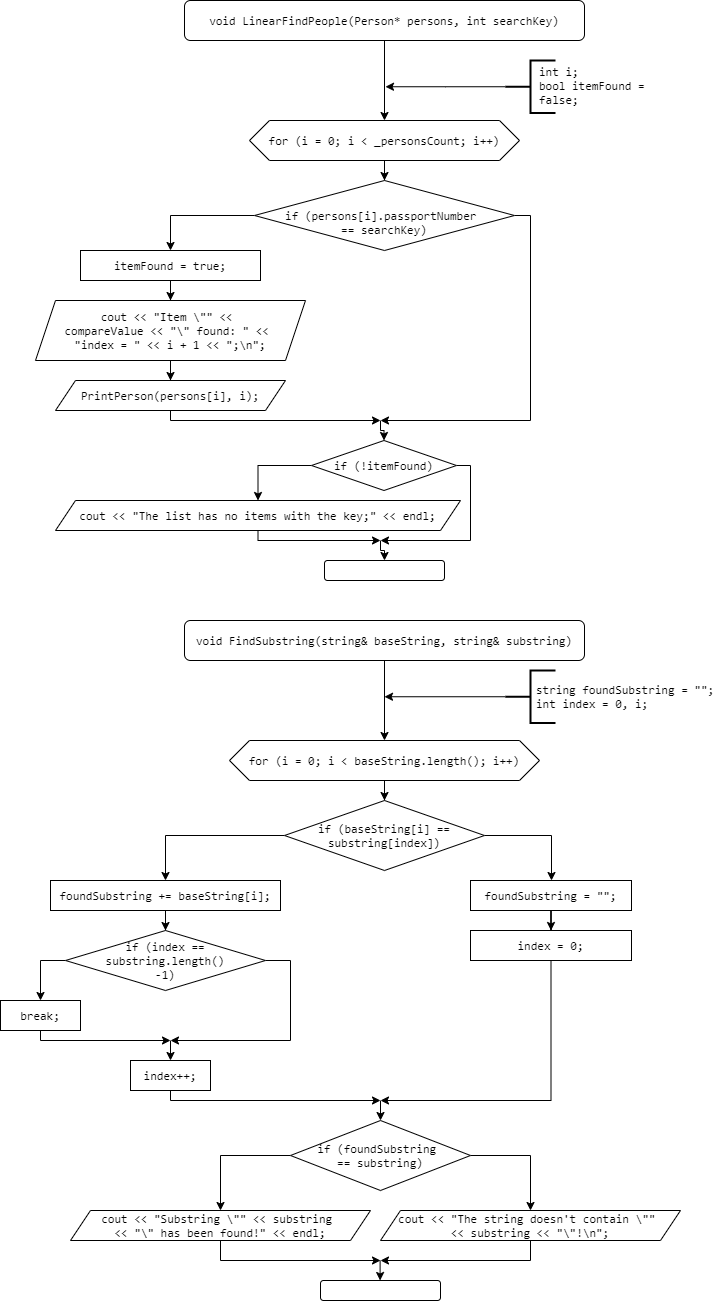 void LinearFindPeople(Person* persons, int searchKey)
int i;
bool itemFound =
false;
for (i = 0; i < _personsCount; i++)
if (persons[i].passportNumber
== searchKey)
itemFound = true;
cout << "Item \"" <<
compareValue << "\" found: " <<
"index = " << i + 1 << ";\n";
PrintPerson(persons[i], i);
if (!itemFound)
cout << "The list has no items with the key;" << endl;
void FindSubstring(string& baseString, string& substring)
string foundSubstring = "";
int index = 0, i;
for (i = 0; i < baseString.length(); i++)
if (baseString[i] ==
substring[index])
foundSubstring += baseString[i];
foundSubstring = "";
if (index ==
substring.length()
-1)
index = 0;
break;
index++;
if (foundSubstring
== substring)
cout << "Substring \"" << substring
<< "\" has been found!" << endl;
cout << "The string doesn't contain \""
<< substring << "\"!\n";